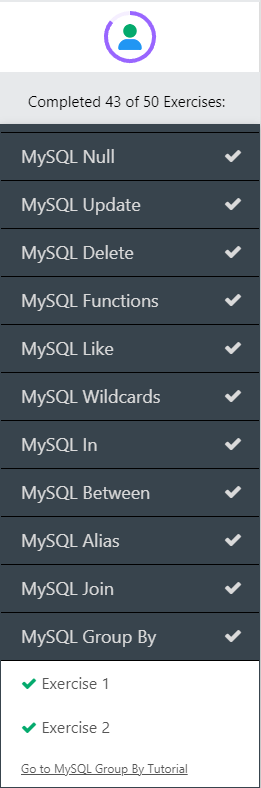 Completed 43 of 50 Exercises:
MySQL Null
MySQL Update
MySQL Delete
MySQL Functions
MySQL Like
MySQL Wildcards
MySQL In
MySQL Between
MySQL Alias
MySQL Join
MySQL Group By
Exercise 1
Exercise 2
Go to MySQL Group By Tutorial